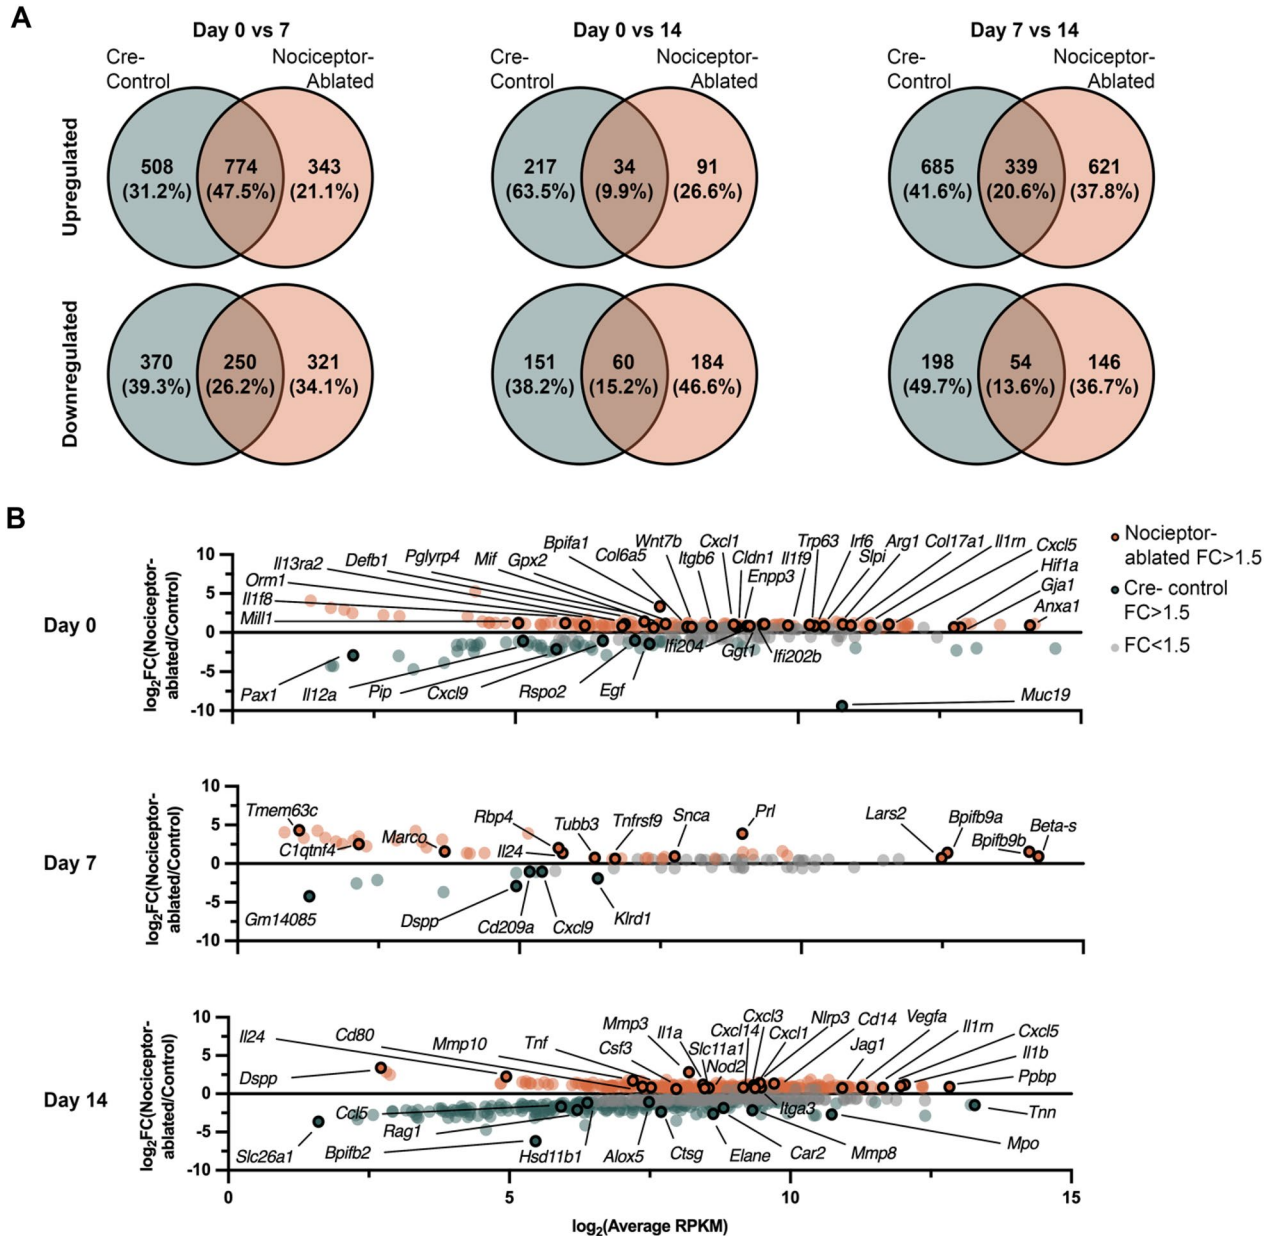 A
Day 0 vs 7
Day 0 vs 14
Day 7 vs 14
Cre-
Control
Nociceptor-
Ablated
Cre-
Control
Nociceptor-
Ablated
Cre-
Control
Nociceptor-
Ablated
Upregulated
508
(31.2%)
774
(47.5%)
343
(21.1%)
217
(63.5%)
34
(9.9%)
91
(26.6%)
685
(41.6%)
339
(20.6%)
621
(37.8%)
Downregulated
370
(39.3%)
250
(26.2%)
321
(34.1%)
151
(38.2%)
60
(15.2%)
184
(46.6%)
198
(49.7%)
54
(13.6%)
146
(36.7%)
B
Nocieptor-
ablated FC>1.5
Cre- control
FC>1.5
FC<1.5
Day 0
log2FC(Nociceptor-
ablated/Control)
10
5
0
-5
-10
Il13ra2
Defb1
Pglyrp4
Mif
Gpx2
Bpifa1
Col6a5
Wnt7b
Itgb6
Cxcl1
Cldn1
Enpp3
Il1f9
Trp63
Irf6
Slpi
Arg1
Col17a1
Il1rn
Cxcl5
Hif1a
Gja1
Anxa1
Orm1
Il1f8
Mill1
Pax1
Il12a
Pip
Cxcl9
Rspo2
Egf
Ifi204
Ggt1
Ifi202b
Muc19
Day 7
log2FC(Nociceptor-
ablated/Control)
10
5
0
-5
-10
Tmem63c
C1qtnf4
Marco
Rbp4
Il24
Tubb3
Tnfrsf9
Snca
Prl
Lars2
Bpifb9a
Bpifb9b
Beta-s
Gm14085
Dspp
Cd209a
Cxcl9
Klrd1
Day 14
log2FC(Nociceptor-
ablated/Control)
10
5
0
-5
-10
Il24
Cd80
Mmp10
Tnf
Mmp3
Csf3
Il1a
Slc11a1
Nod2
Cxcl14
Cxcl3
Cxcl1
Nlrp3
Cd14
Jag1
Vegfa
Il1rn
Cxcl5
Il1b
Ppbp
Dspp
Ccl5
Rag1
Slc26a1
Bpifb2
Hsd11b1
Alox5
Ctsg
Elane
Car2
Mmp8
Itga3
Mpo
Tnn
0
5
10
15
log2(Average RPKM)